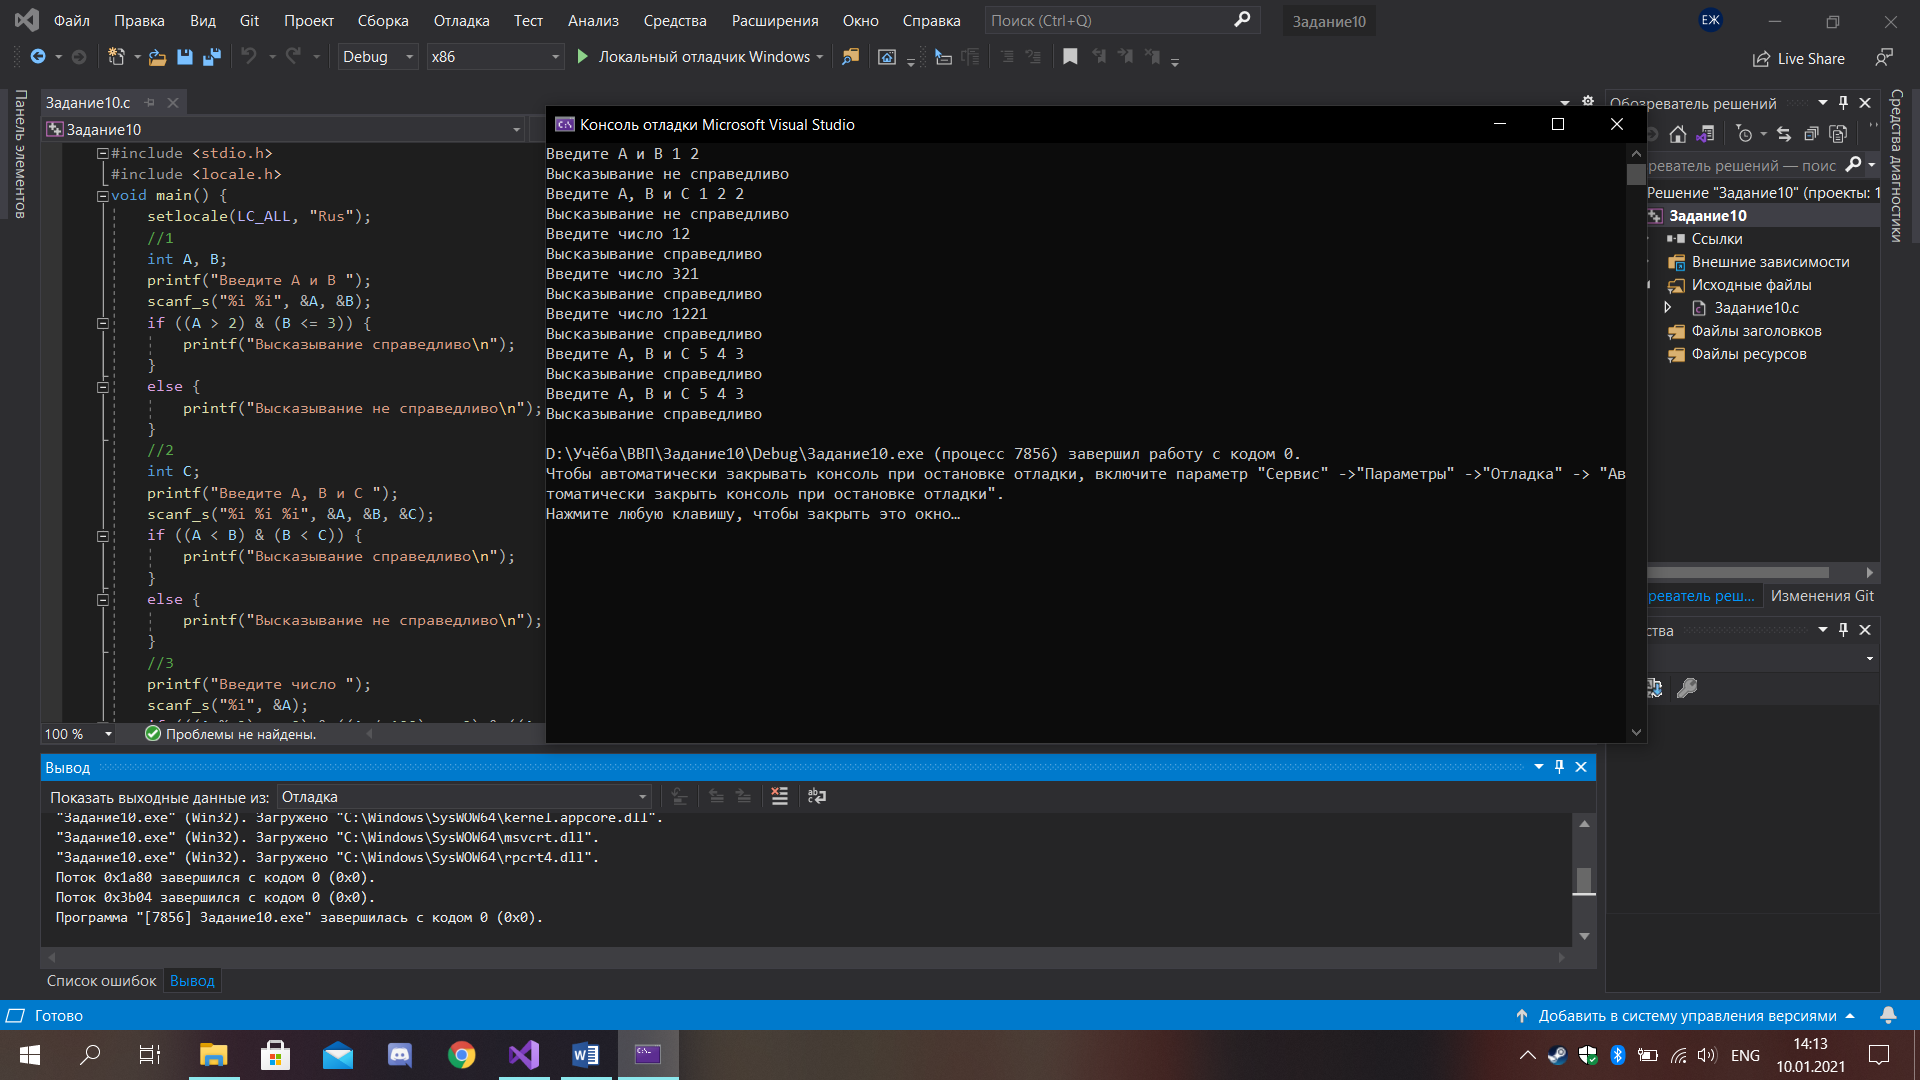 Файл Правка Вид Git Проект Сборка Отладка Тест Анализ Средства Расширения Окно Справка Поиск (Ctrl+Q) Задание10 ЕЖ
Debug x86 Локальный отладчик Windows Live Share
Панель элементов
Задание10.c
Задание10
#include <stdio.h>
#include <locale.h>
void main() {
setlocale(LC_ALL, "Rus");
//1
int A, B;
printf("Введите A и B ");
scanf_s("%i %i", &A, &B);
if ((A > 2) & (B <= 3)) {
printf("Высказывание справедливо\n");
}
else {
printf("Высказывание не справедливо\n");
}
//2
int C;
printf("Введите A, B и C ");
scanf_s("%i %i %i", &A, &B, &C);
if ((A < B) & (B < C)) {
printf("Высказывание справедливо\n");
}
else {
printf("Высказывание не справедливо\n");
}
//3
printf("Введите число ");
scanf_s("%i", &A);
100 % Проблемы не найдены.
Консоль отладки Microsoft Visual Studio
Введите A и B 1 2
Высказывание не справедливо
Введите A, B и C 1 2 2
Высказывание не справедливо
Введите число 12
Высказывание справедливо
Введите число 321
Высказывание справедливо
Введите число 1221
Высказывание справедливо
Введите A, B и C 5 4 3
Высказывание справедливо
Введите A, B и C 5 4 3
Высказывание справедливо
D:\Учёба\ВВП\Задание10\Debug\Задание10.exe (процесс 7856) завершил работу с кодом 0.
Чтобы автоматически закрывать консоль при остановке отладки, включите параметр "Сервис" ->"Параметры" ->"Отладка" -> "Ав
томатически закрыть консоль при остановке отладки".
Нажмите любую клавишу, чтобы закрыть это окно…
Обозреватель решений
реватель решений — поис
Решение "Задание10" (проекты: 1
Задание10
Ссылки
Внешние зависимости
Исходные файлы
Задание10.c
Файлы заголовков
Файлы ресурсов
реватель реш... Изменения Git
ства
Средства диагностики
Вывод
Показать выходные данные из: Отладка
"Задание10.exe" (Win32). Загружено "C:\Windows\SysWOW64\kernel.appcore.dll".
"Задание10.exe" (Win32). Загружено "C:\Windows\SysWOW64\msvcrt.dll".
"Задание10.exe" (Win32). Загружено "C:\Windows\SysWOW64\rpcrt4.dll".
Поток 0x1a80 завершился с кодом 0 (0x0).
Поток 0x3b04 завершился с кодом 0 (0x0).
Программа "[7856] Задание10.exe" завершилась с кодом 0 (0x0).
Список ошибок Вывод
Готово Добавить в систему управления версиями
ENG 14:13
10.01.2021